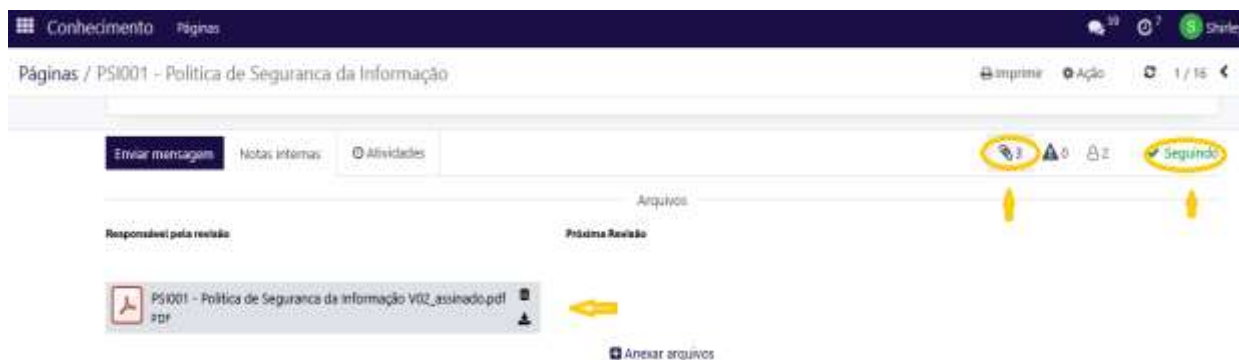 Conhecimento Páginas 39 7 S Shirle
Páginas / PSI001 - Politica de Seguranca da Informação Imprimir Ação 1 / 16
Enviar mensagem Notas internas Atividades 3 0 2 Seguindo
Arquivos
Responsável pela revisão Próxima Revisão
PSI001 - Politica de Seguranca da Informação V02_assinado.pdf
PDF
Anexar arquivos